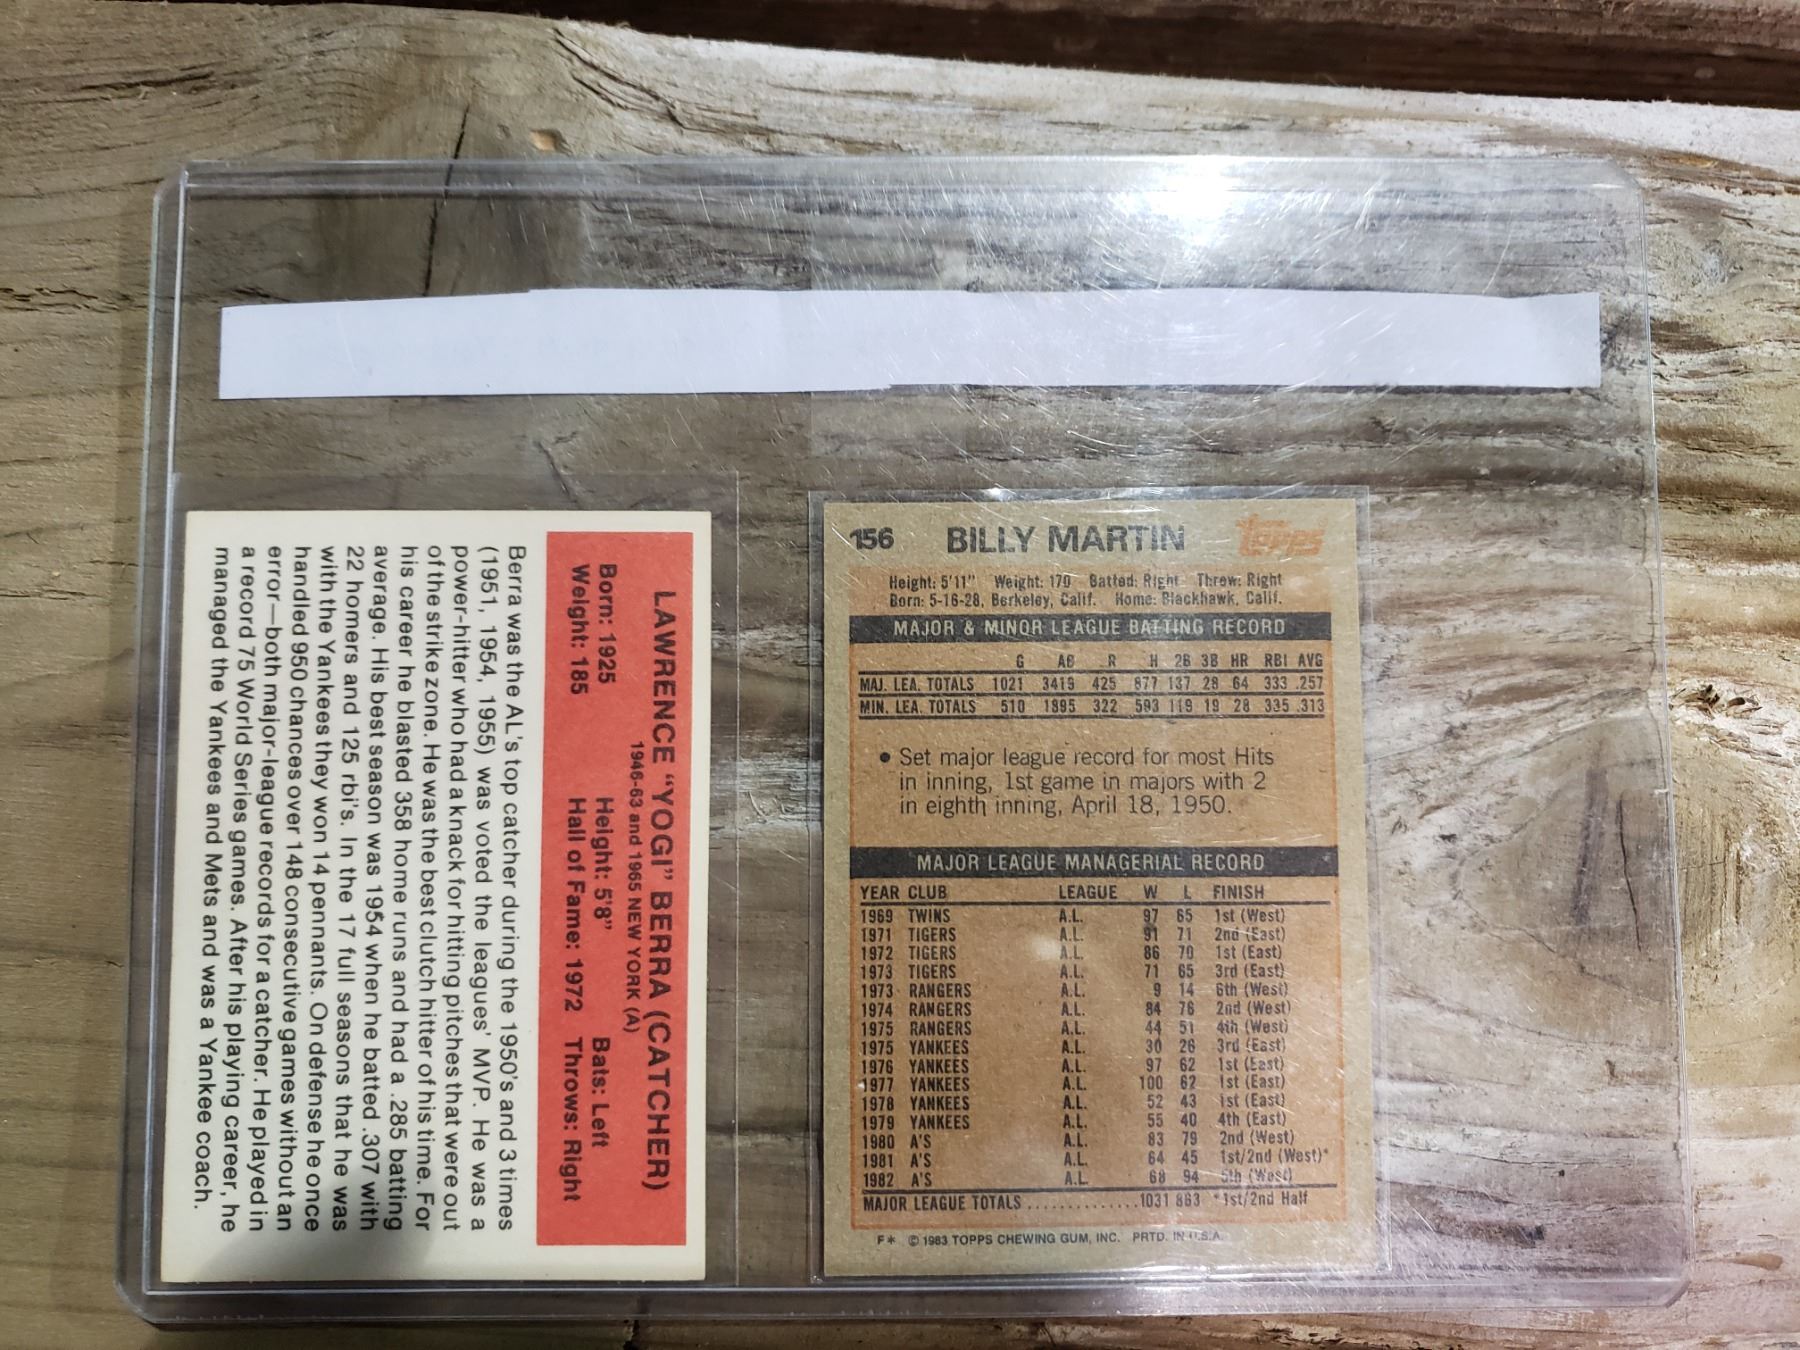 LAWRENCE "YOGI" BERRA (CATCHER)
1946-63 and 1965 NEW YORK (A)
Born: 1925 Height: 5'8" Bats: Left
Weight: 185 Hall of Fame: 1972 Throws: Right
Berra was the AL's top catcher during the 1950's and 3 times
(1951, 1954, 1955) was voted the leagues' MVP. He was a
power-hitter who had a knack for hitting pitches that were out
of the strike zone. He was the best clutch hitter of his time. For
his career he blasted 358 home runs and had a .285 batting
average. His best season was 1954 when he batted .307 with
22 homers and 125 rbi's. In the 17 full seasons that he was
with the Yankees they won 14 pennants. On defense he once
handled 950 chances over 148 consecutive games without an
error—both major-league records for a catcher. He played in
a record 75 World Series games. After his playing career, he
managed the Yankees and Mets and was a Yankee coach.
156 BILLY MARTIN Topps
Height: 5'11" Weight: 170 Batted: Right Threw: Right
Born: 5-16-28, Berkeley, Calif. Home: Blackhawk, Calif.
MAJOR & MINOR LEAGUE BATTING RECORD
G AB R H 2B 3B HR RBI AVG
MAJ. LEA. TOTALS 1021 3419 425 877 137 28 64 333 .257
MIN. LEA. TOTALS 510 1895 322 593 119 19 28 335 .313
• Set major league record for most Hits
in inning, 1st game in majors with 2
in eighth inning, April 18, 1950.
MAJOR LEAGUE MANAGERIAL RECORD
YEAR CLUB LEAGUE W L FINISH
1969 TWINS A.L. 97 65 1st (West)
1971 TIGERS A.L. 91 71 2nd (East)
1972 TIGERS A.L. 86 70 1st (East)
1973 TIGERS A.L. 71 65 3rd (East)
1973 RANGERS A.L. 9 14 6th (West)
1974 RANGERS A.L. 84 76 2nd (West)
1975 RANGERS A.L. 44 51 4th (West)
1975 YANKEES A.L. 30 26 3rd (East)
1976 YANKEES A.L. 97 62 1st (East)
1977 YANKEES A.L. 100 62 1st (East)
1978 YANKEES A.L. 52 43 1st (East)
1979 YANKEES A.L. 55 40 4th (East)
1980 A'S A.L. 83 79 2nd (West)
1981 A'S A.L. 64 45 1st/2nd (West)*
1982 A'S A.L. 68 94 5th (West)
MAJOR LEAGUE TOTALS ..............1031 863 *1st/2nd Half
F* © 1983 TOPPS CHEWING GUM, INC. PRTD. IN U.S.A.